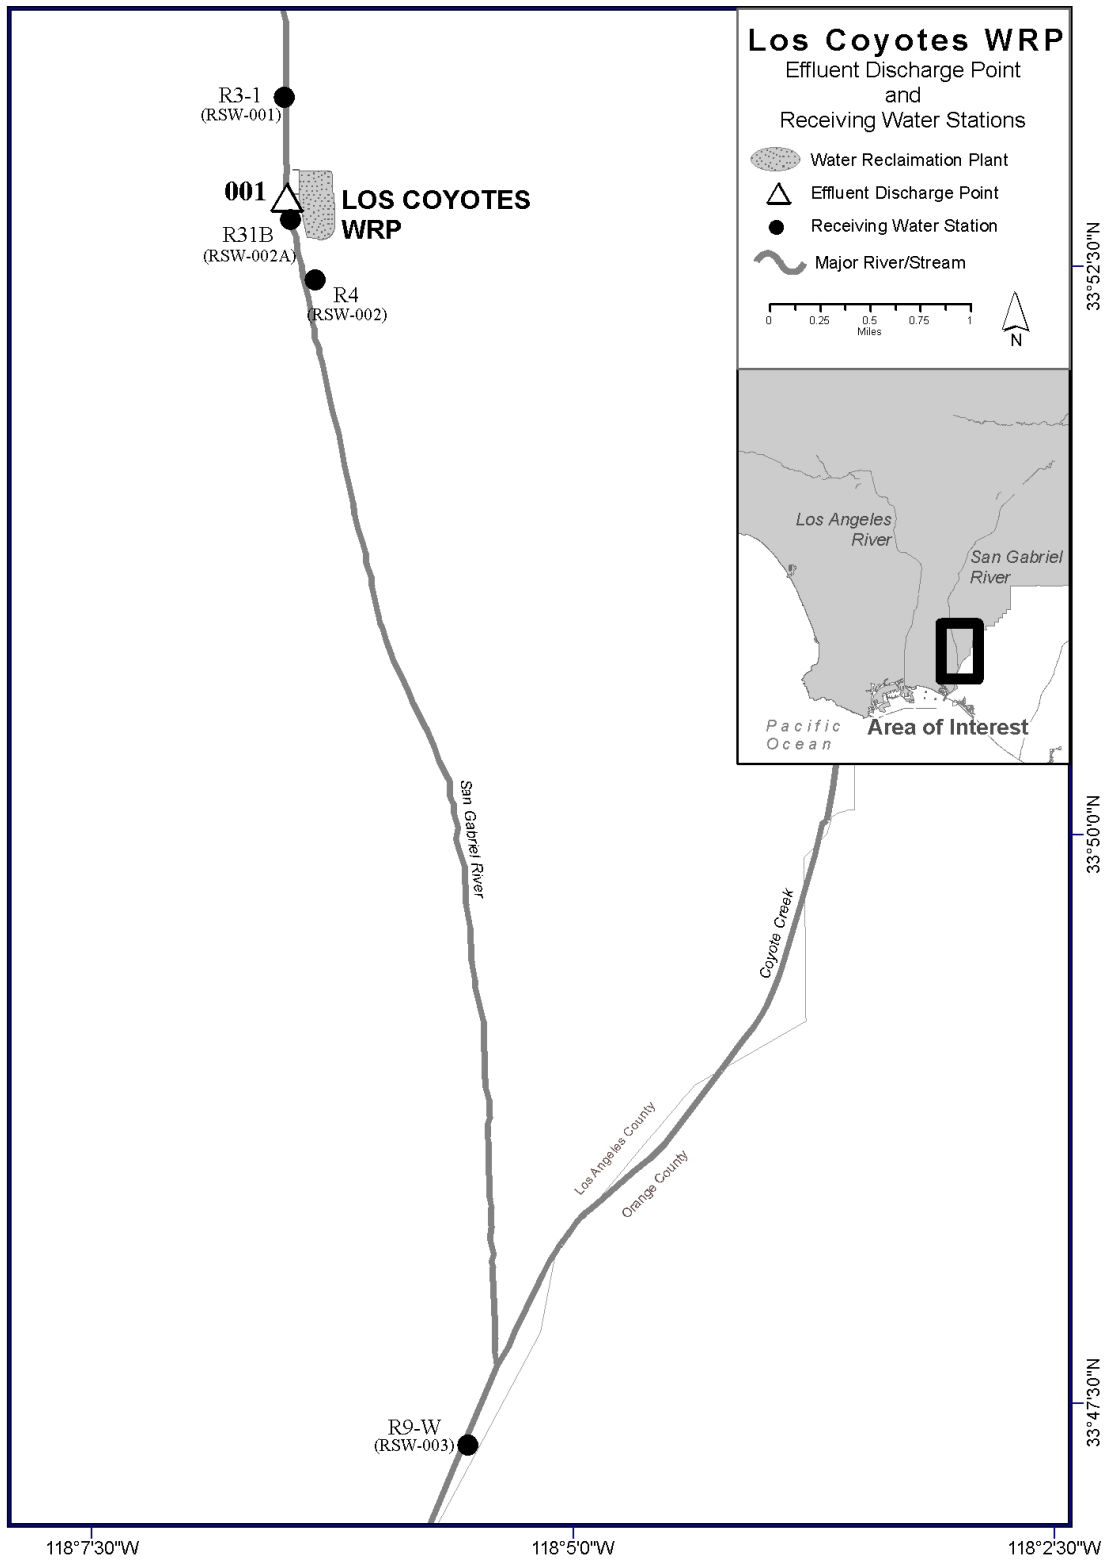 Los Coyotes WRP
Effluent Discharge Point
and
Receiving Water Stations
Water Reclaimation Plant
Effluent Discharge Point
Receiving Water Station
Major River/Stream
0 0.25 0.5 0.75 1
Miles
N
R3-1
(RSW-001)
001
LOS COYOTES
WRP
R31B
(RSW-002A)
R4
(RSW-002)
33°52'30"N
Los Angeles
River
San Gabriel
River
Pacific
Ocean
Area of Interest
San Gabriel River
33°50'0"N
Coyote Creek
Los Angeles County
Orange County
33°47'30"N
R9-W
(RSW-003)
118°7'30"W
118°5'0"W
118°2'30"W